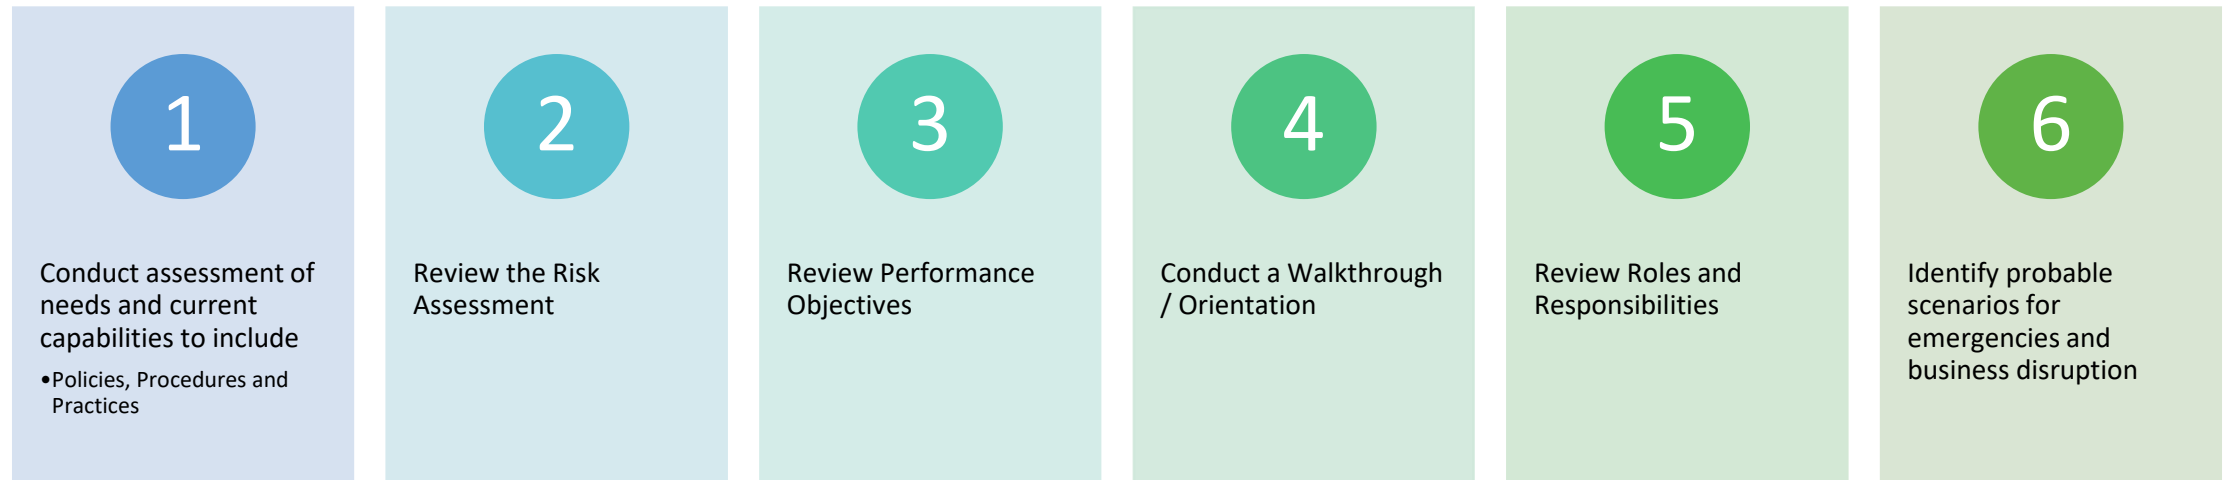 1
Conduct assessment of
needs and current
capabilities to include
•Policies, Procedures and
Practices
2
Review the Risk
Assessment
3
Review Performance
Objectives
4
Conduct a Walkthrough
/ Orientation
5
Review Roles and
Responsibilities
6
Identify probable
scenarios for
emergencies and
business disruption